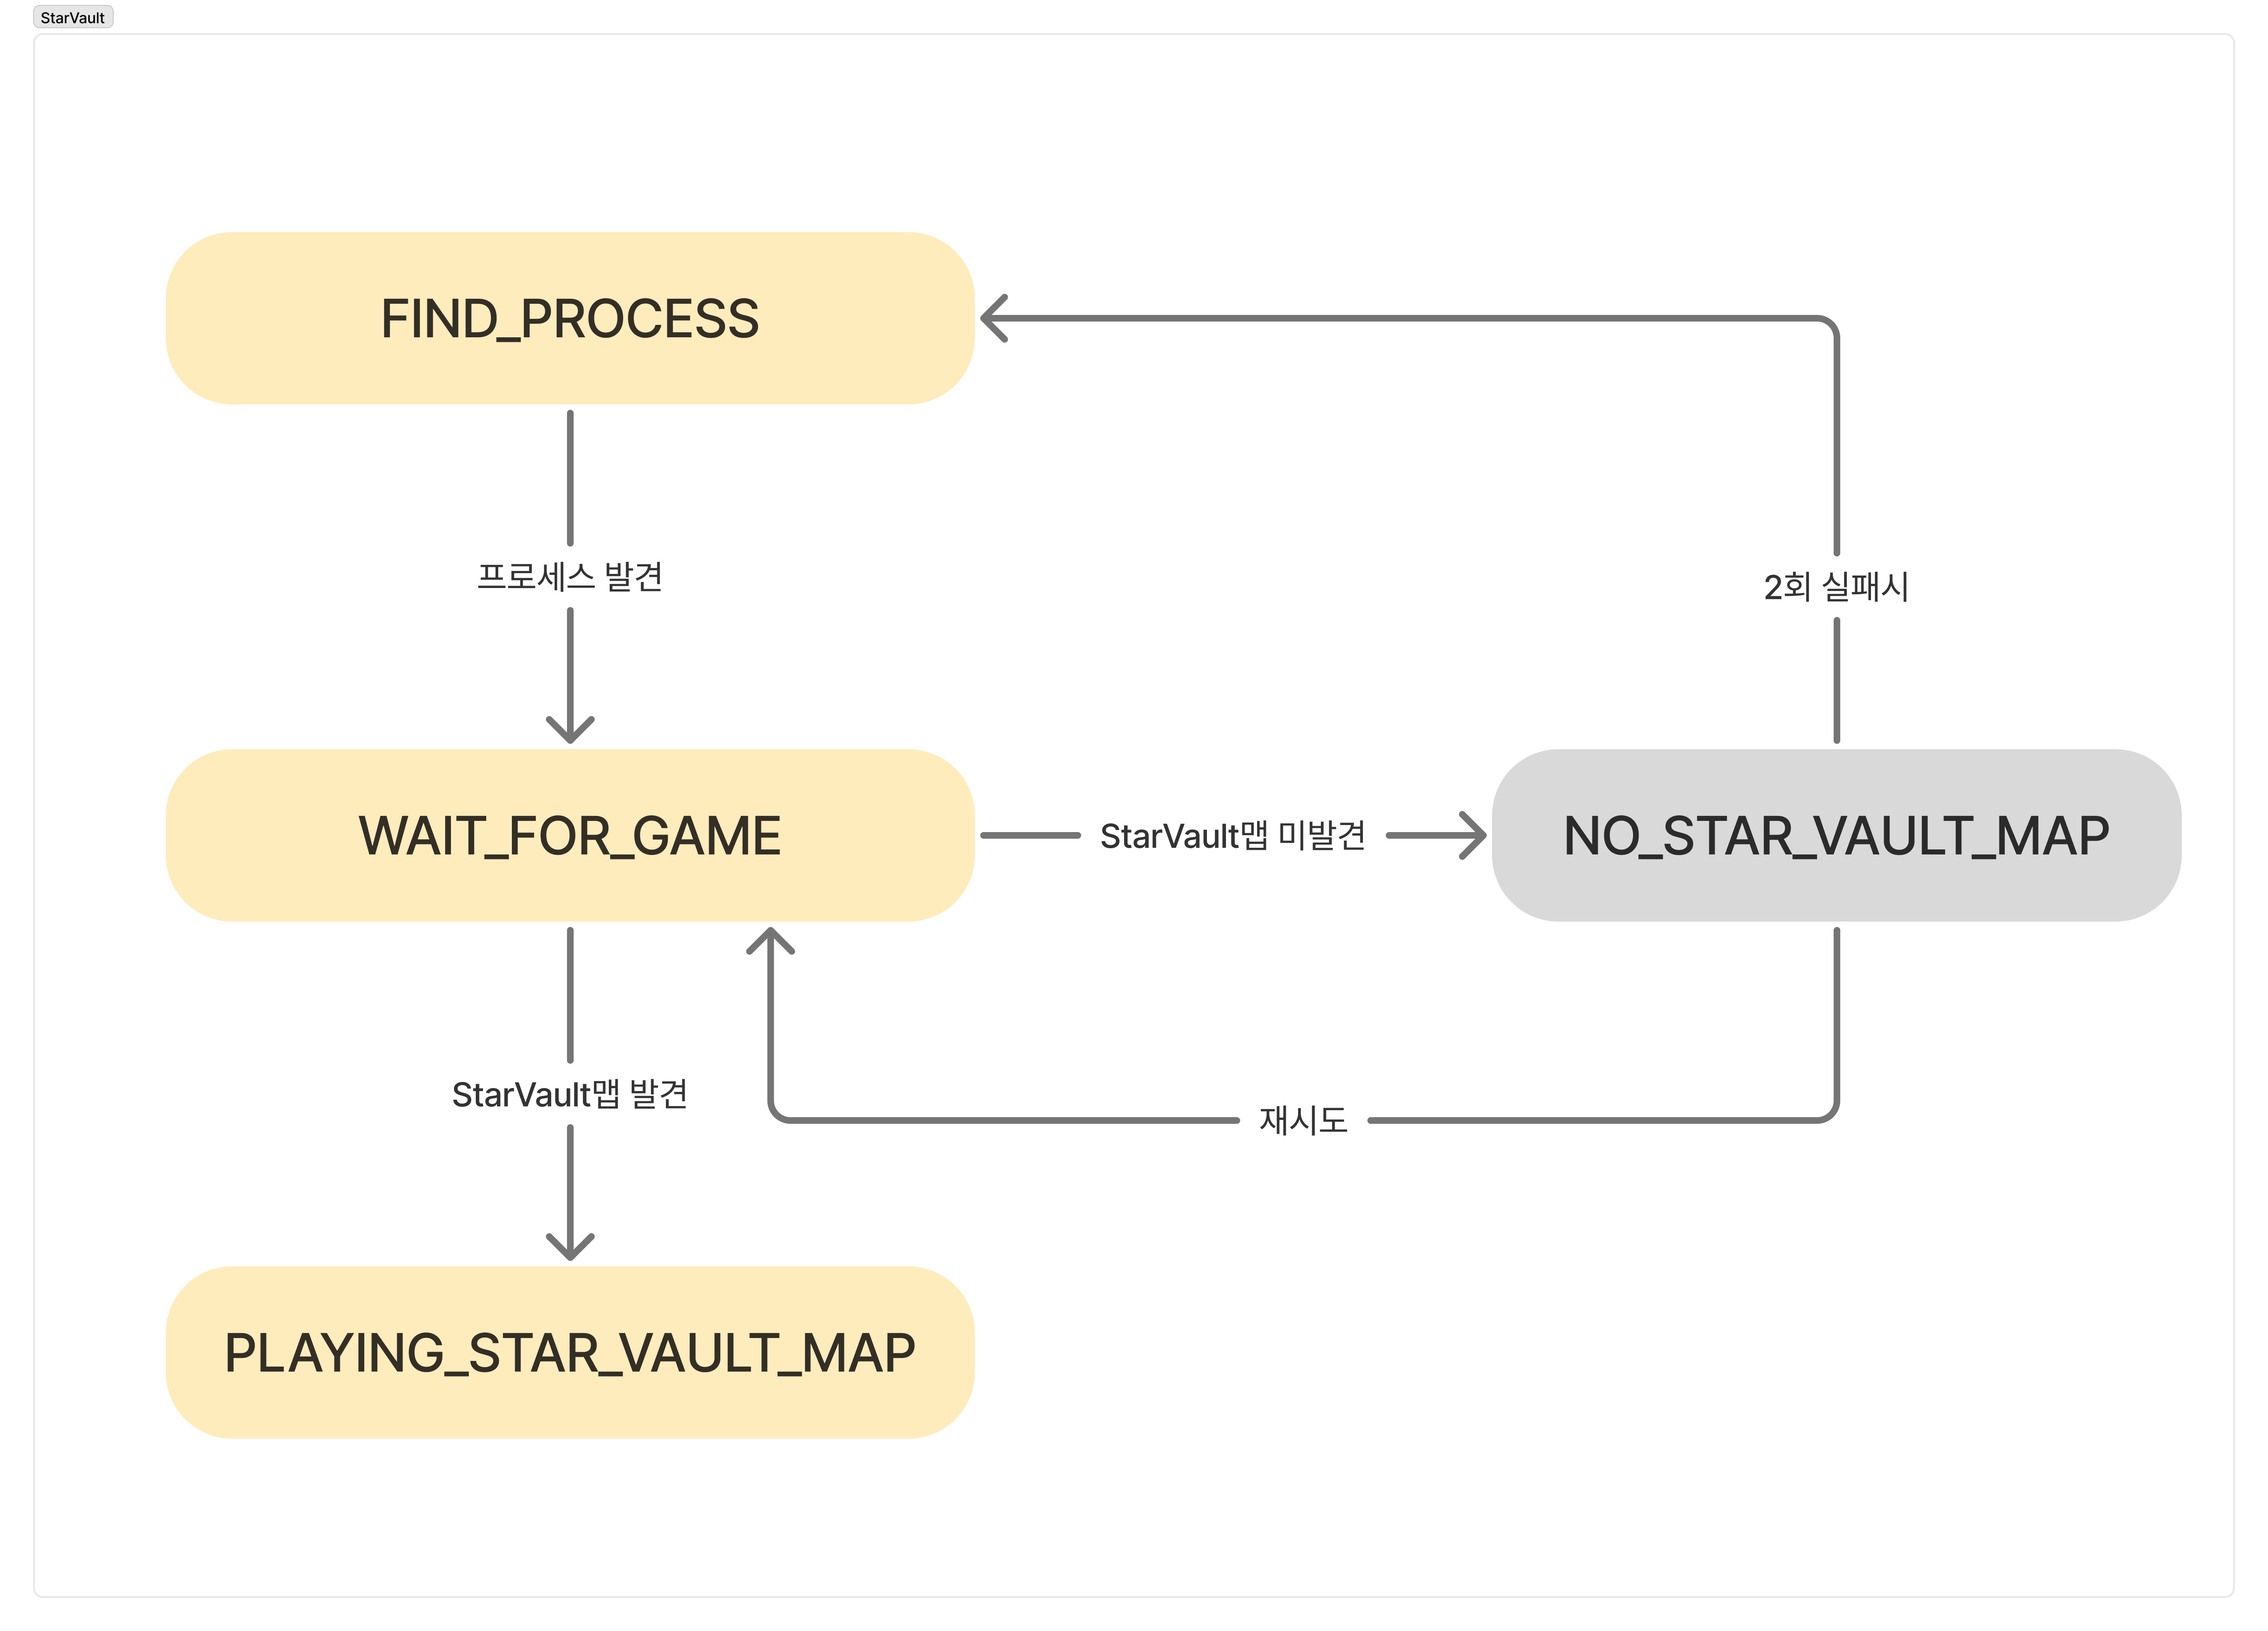 StarVault
FIND_PROCESS
프로세스 발견
2회 실패시
WAIT_FOR_GAME
StarVault맵 미발견
NO_STAR_VAULT_MAP
StarVault맵 발견
재시도
PLAYING_STAR_VAULT_MAP